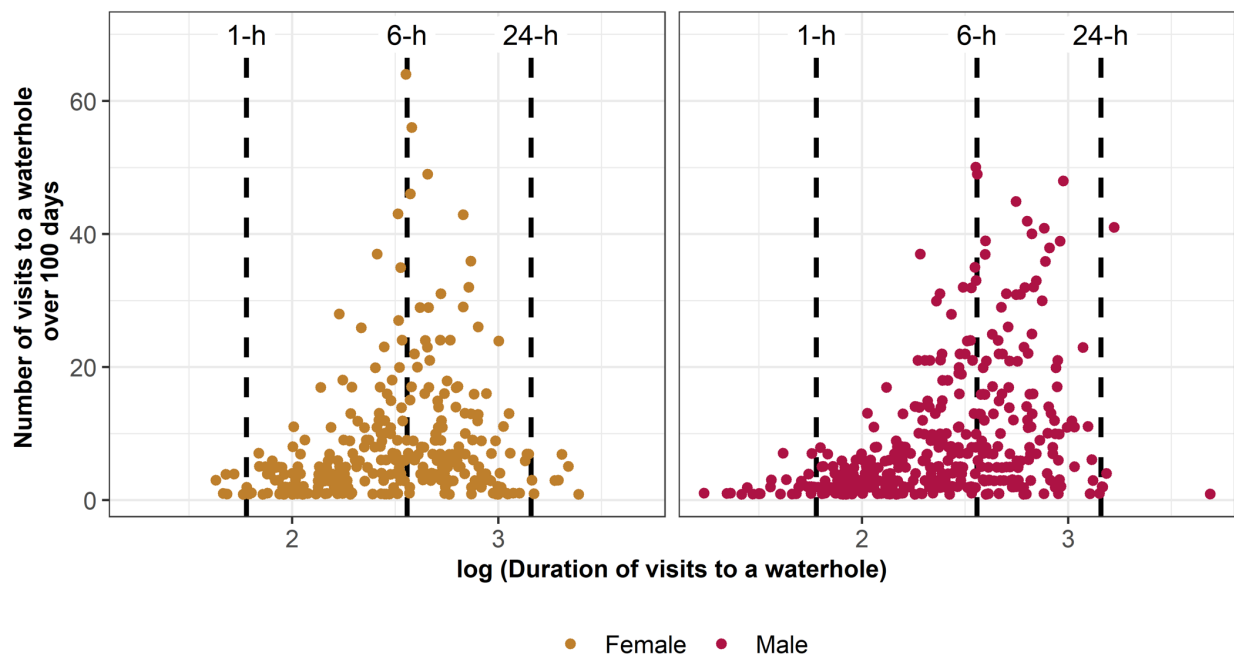 1-h 6-h 24-h 1-h 6-h 24-h
60
40
20
0
Number of visits to a waterhole
over 100 days
2 3 2 3
log (Duration of visits to a waterhole)
Female Male